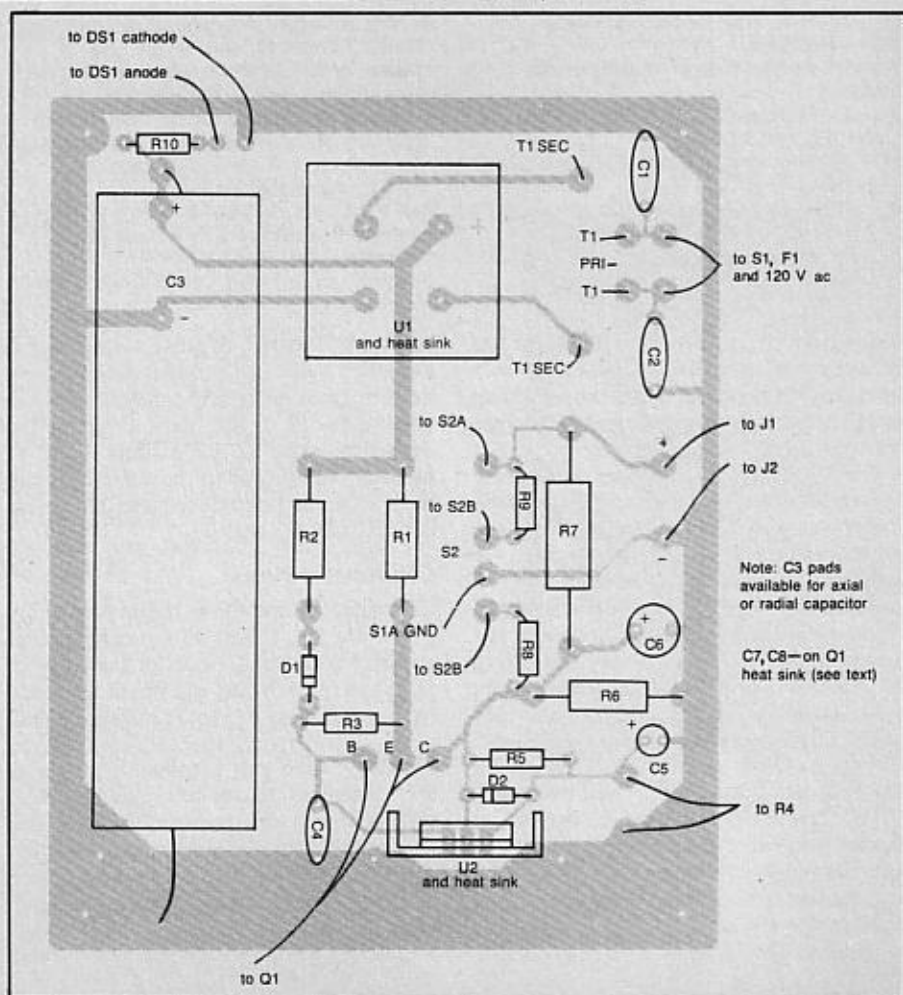 to DS1 cathode
to DS1 anode
R10
T1 SEC
C1
+
+
T1
PRI–
T1
to S1, F1
and 120 V ac
C3
–
U1
and heat sink
C2
T1 SEC
to S2A
+
to J1
to J2
R9
R2
R1
to S2B
R7
S2
–
Note: C3 pads
available for axial
or radial capacitor
S1A GND
+
C6
D1
to S2B
R8
C7, C8—on Q1
heat sink (see text)
R6
R3
B
E
C
+
C5
R5
D2
C4
to R4
U2
and heat sink
to Q1